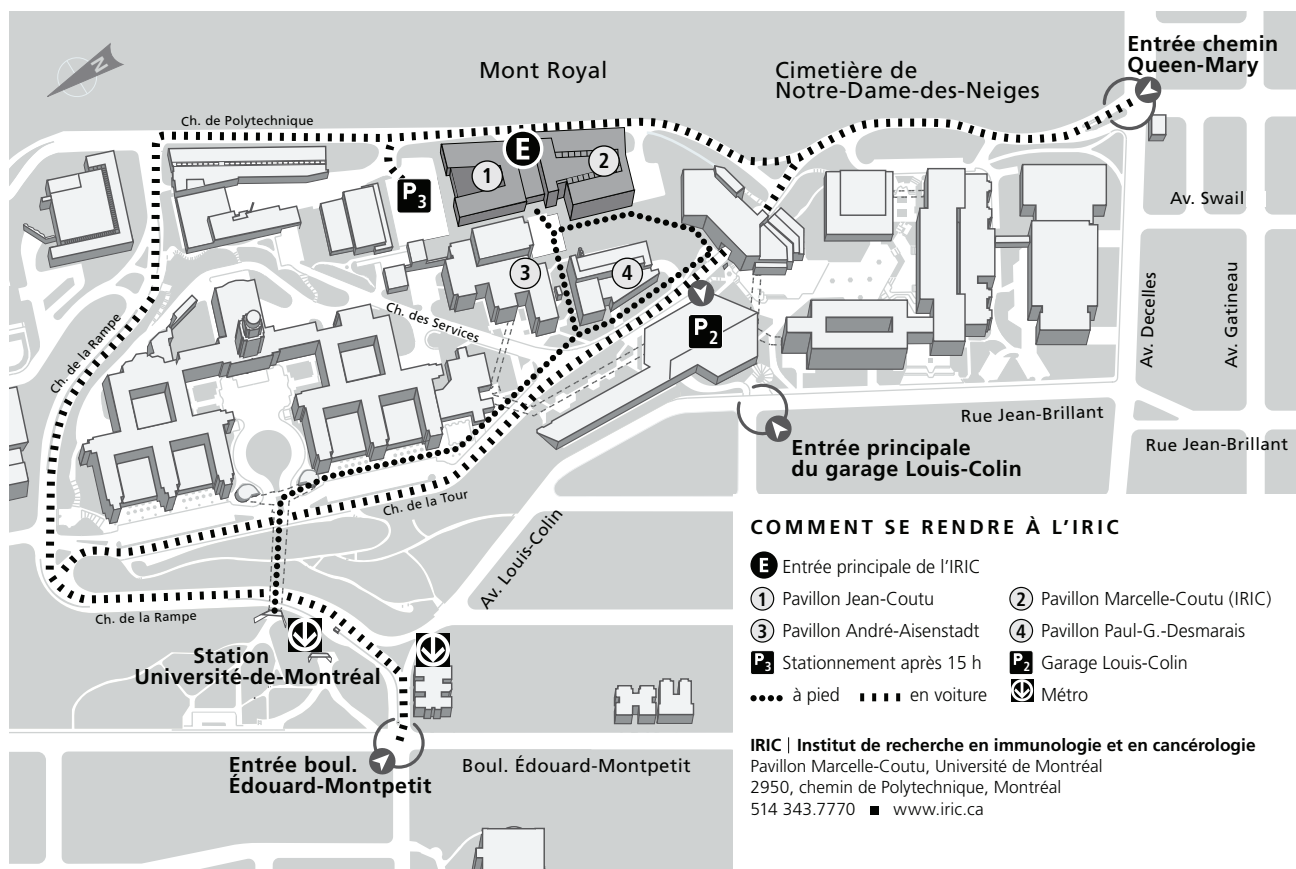 Entrée chemin
Queen-Mary
N
Mont Royal
Cimetière de
Notre-Dame-des-Neiges
Ch. de Polytechnique
E
1
2
P3
Av. Swail
3
4
Av. Decelles
Av. Gatineau
Ch. de la Rampe
Ch. des Services
P2
Rue Jean-Brillant
Rue Jean-Brillant
Entrée principale
du garage Louis-Colin
Ch. de la Tour
Av. Louis-Colin
Ch. de la Rampe
Station
Université-de-Montréal
Entrée boul.
Édouard-Montpetit
Boul. Édouard-Montpetit
COMMENT SE RENDRE À L'IRIC
E Entrée principale de l'IRIC
1 Pavillon Jean-Coutu
2 Pavillon Marcelle-Coutu (IRIC)
3 Pavillon André-Aisenstadt
4 Pavillon Paul-G.-Desmarais
P3 Stationnement après 15 h
P2 Garage Louis-Colin
à pied
en voiture
Métro
IRIC | Institut de recherche en immunologie et en cancérologie
Pavillon Marcelle-Coutu, Université de Montréal
2950, chemin de Polytechnique, Montréal
514 343.7770 ■ www.iric.ca